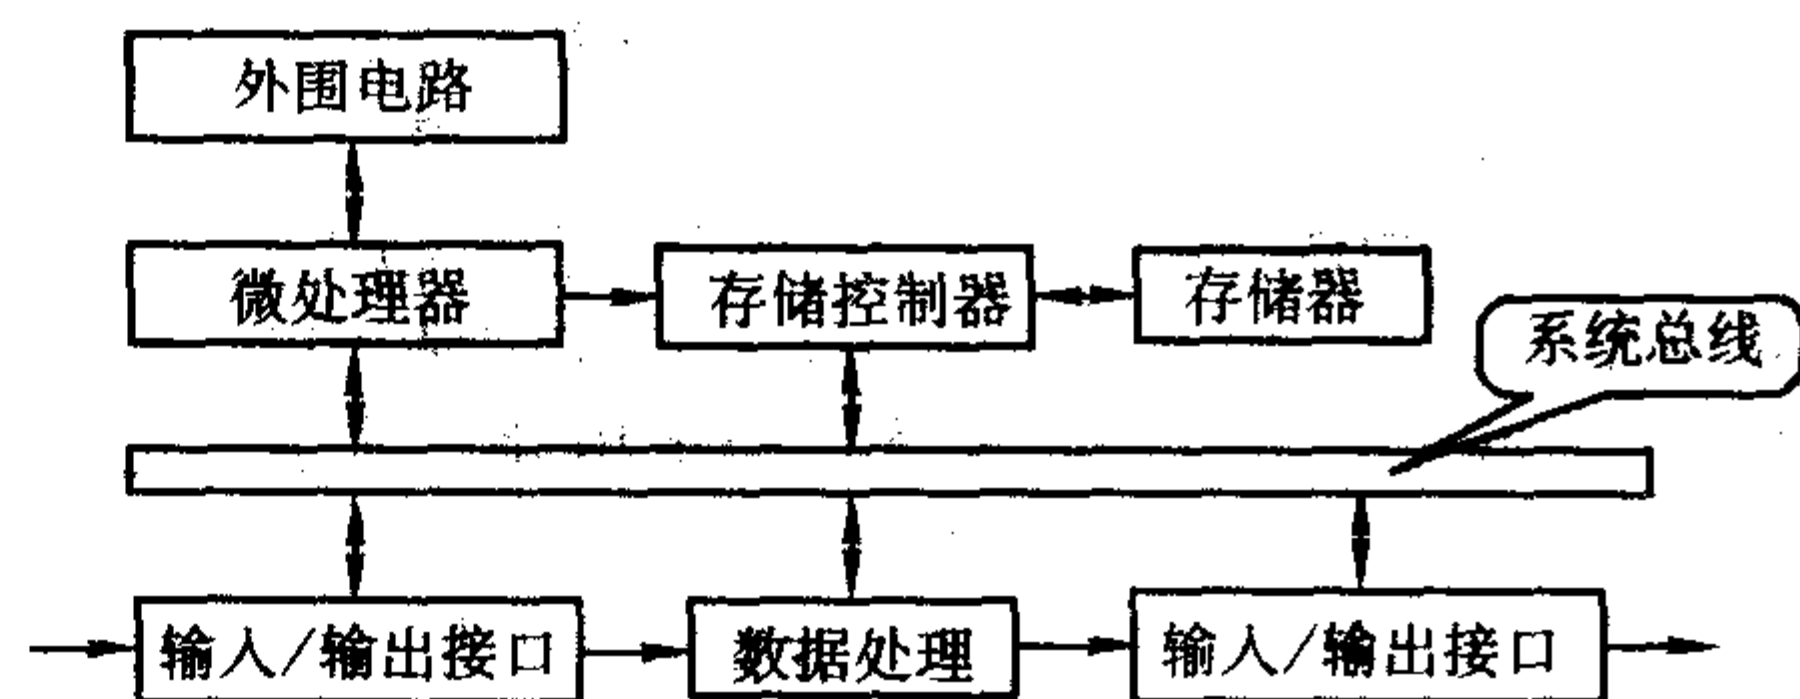 外围电路
微处理器
存储控制器
存储器
系统总线
输入/输出接口
数据处理
输入/输出接口